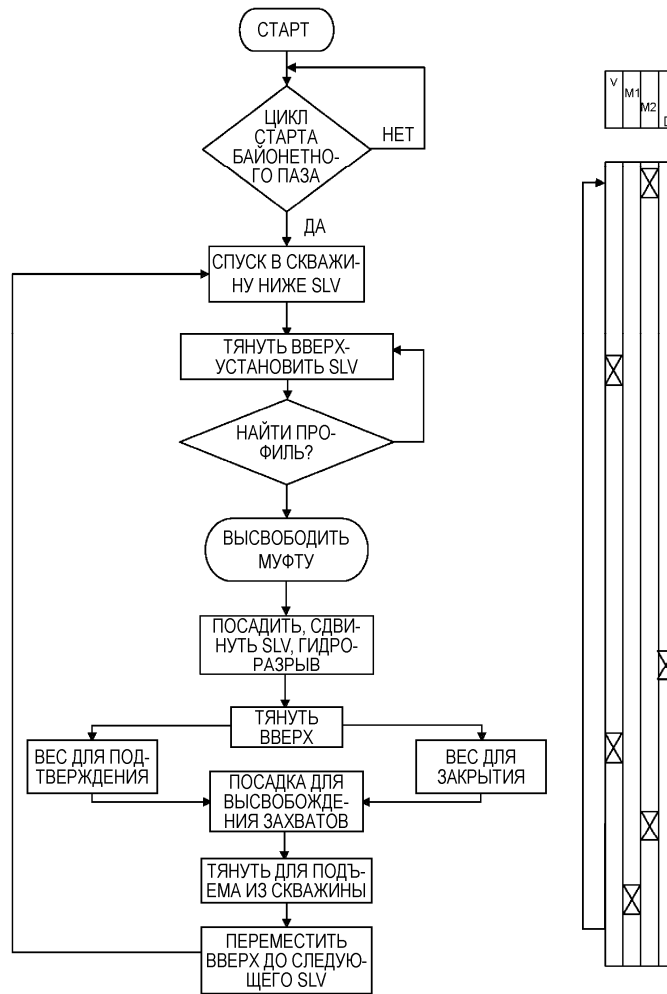 СТАРТ
ЦИКЛ
СТАРТА
БАЙОНЕТНО-
ГО ПАЗА
НЕТ
ДА
СПУСК В СКВАЖИ-
НУ НИЖЕ SLV
ТЯНУТЬ ВВЕРХ-
УСТАНОВИТЬ SLV
НАЙТИ ПРО-
ФИЛЬ?
ВЫСВОБОДИТЬ
МУФТУ
ПОСАДИТЬ, СДВИ-
НУТЬ SLV, ГИДРО-
РАЗРЫВ
ТЯНУТЬ
ВВЕРХ
ВЕС ДЛЯ ПОД-
ТВЕРЖДЕНИЯ
ВЕС ДЛЯ
ЗАКРЫТИЯ
ПОСАДКА ДЛЯ
ВЫСВОБОЖДЕ-
НИЯ ЗАХВАТОВ
ТЯНУТЬ ДЛЯ ПОДЪ-
ЕМА ИЗ СКВАЖИНЫ
ПЕРЕМЕСТИТЬ
ВВЕРХ ДО СЛЕДУЮ-
ЩЕГО SLV
V
M1
M2